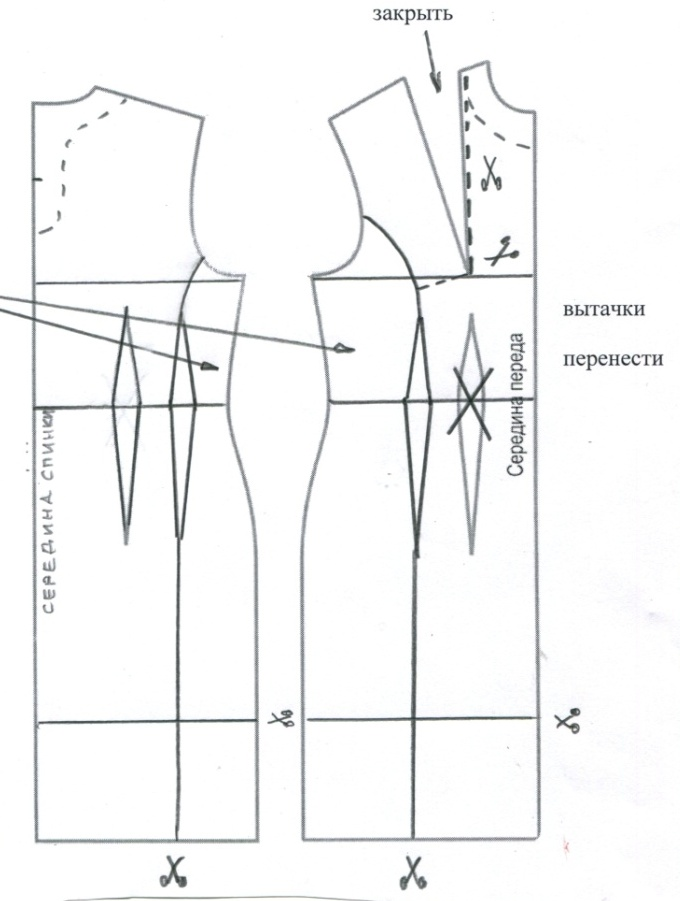 закрыть
вытачки
перенести
Середина переда
СЕРЕДИНА СПИНКИ